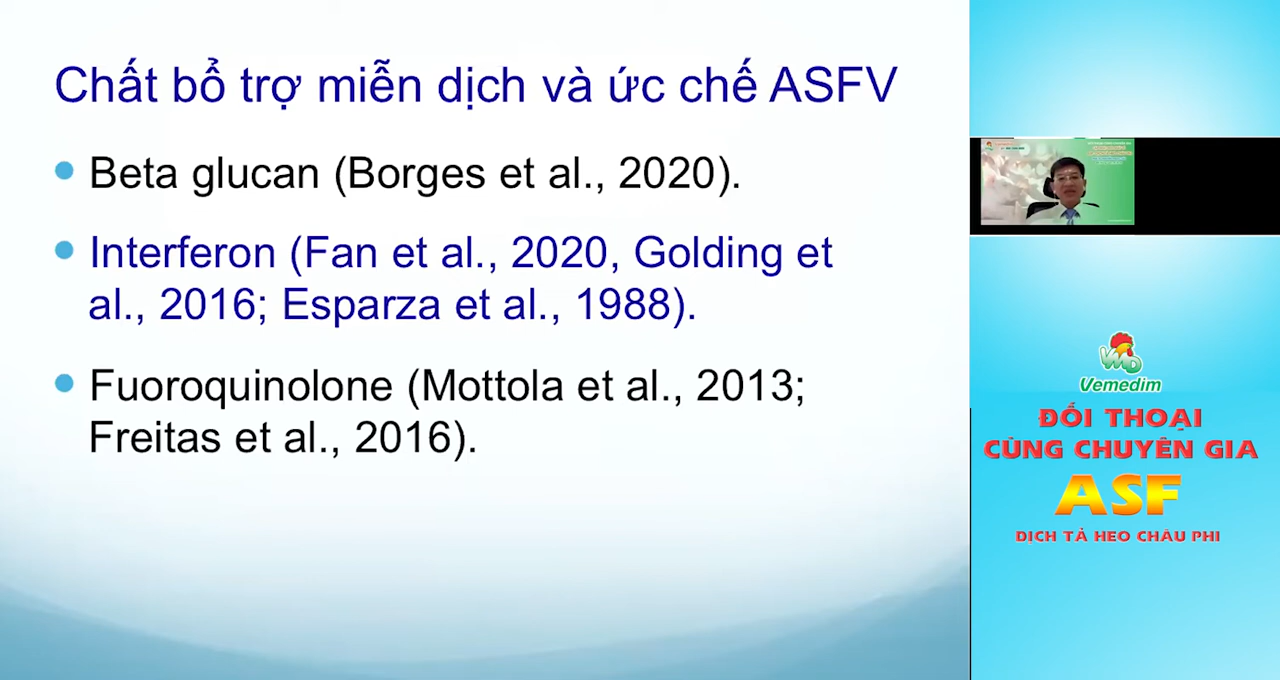 Chất bổ trợ miễn dịch và ức chế ASFV
Beta glucan (Borges et al., 2020).
Interferon (Fan et al., 2020, Golding et
al., 2016; Esparza et al., 1988).
Fuoroquinolone (Mottola et al., 2013;
Freitas et al., 2016).
VMD
Vemedim
ĐỐI THOẠI
CÙNG CHUYÊN GIA
ASF
DỊCH TẢ HEO CHÂU PHI